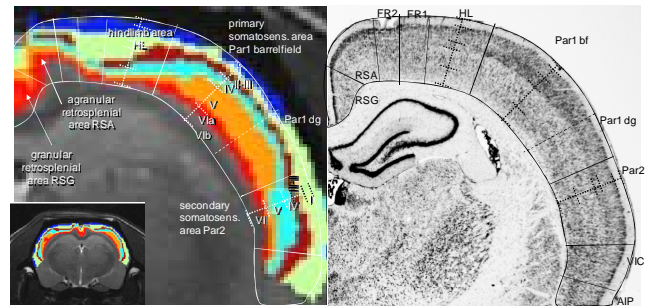 primary
somatosens. area
Par1 barrelfield
hindlimb area
HL
IV
V
VIa
VIb
Par1 dg
agranular
retrosplenial
area RSA
granular
retrosplenial
area RSG
secondary
somatosens.
area Par2
VI
V
IV
I
FR2
FR1
HL
Par1 bf
RSA
RSG
Par1 dg
Par2
VIC
AIP